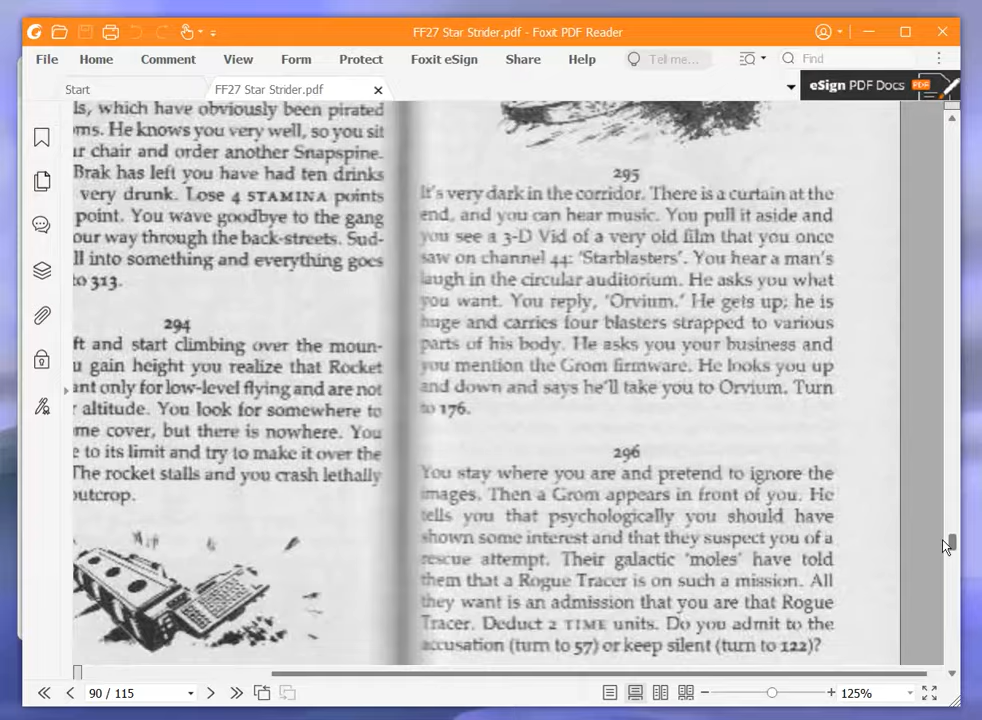 FF27 Star Strider.pdf - Foxit PDF Reader
File Home Comment View Form Protect Foxit eSign Share Help Tell me... Find
Start FF27 Star Strider.pdf eSign PDF Docs PDF
ls, which have obviously been pirated
ms. He knows you very well, so you sit
ur chair and order another Snapspine.
Brak has left you have had ten drinks
very drunk. Lose 4 STAMINA points
point. You wave goodbye to the gang
our way through the back-streets. Sud-
ll into something and everything goes
to 313.
294
ft and start climbing over the moun-
u gain height you realize that Rocket
ant only for low-level flying and are not
r altitude. You look for somewhere to
me cover, but there is nowhere. You
e to its limit and try to make it over the
The rocket stalls and you crash lethally
outcrop.
295
It's very dark in the corridor. There is a curtain at the
end, and you can hear music. You pull it aside and
you see a 3-D Vid of a very old film that you once
saw on channel 44: 'Starblasters'. You hear a man's
laugh in the circular auditorium. He asks you what
you want. You reply, 'Orvium.' He gets up; he is
huge and carries four blasters strapped to various
parts of his body. He asks you your business and
you mention the Grom firmware. He looks you up
and down and says he'll take you to Orvium. Turn
to 176.
296
You stay where you are and pretend to ignore the
images. Then a Grom appears in front of you. He
tells you that psychologically you should have
shown some interest and that they suspect you of a
rescue attempt. Their galactic 'moles' have told
them that a Rogue Tracer is on such a mission. All
they want is an admission that you are that Rogue
Tracer. Deduct 2 TIME units. Do you admit to the
accusation (turn to 57) or keep silent (turn to 122)?
90 / 115 125%